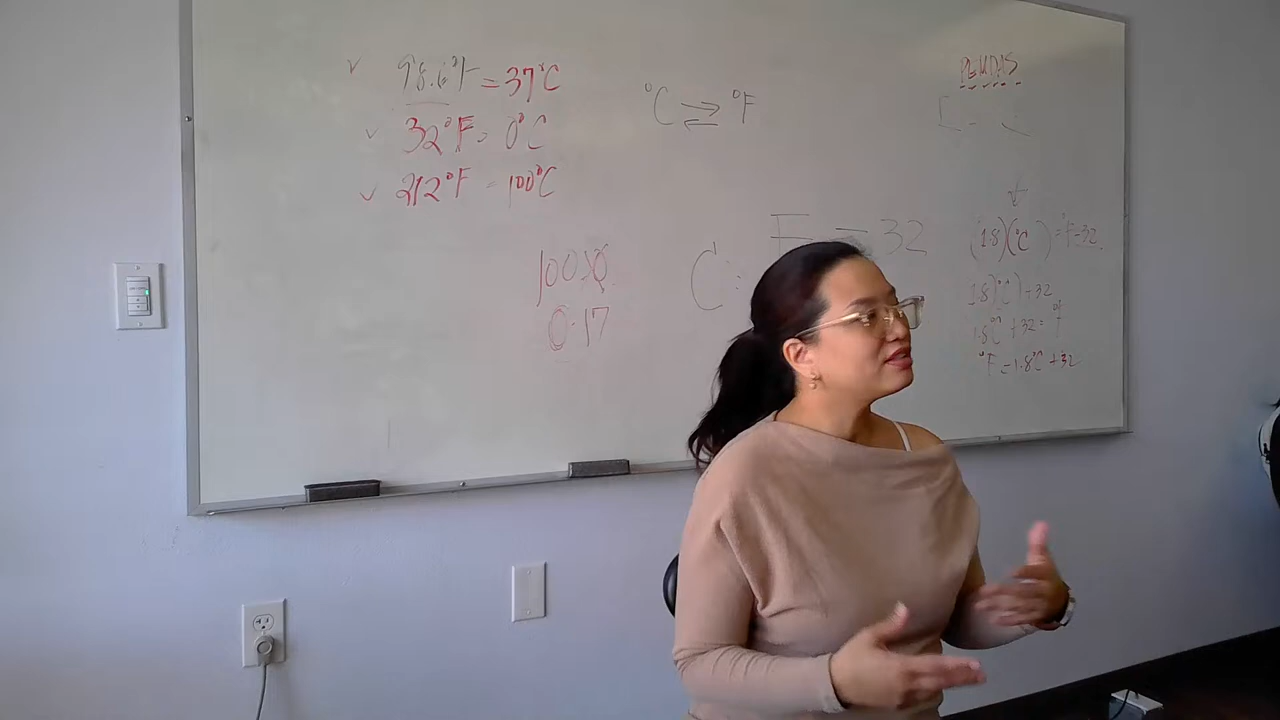 98.6°F = 37°C
32°F = 0°C
212°F = 100°C
°C ⇌ °F
PEMDAS
F - 32
C =
(1.8)(°C) = °F-32
1.8(°C) + 32
1.8°C + 32 = °F
°F = 1.8°C + 32
0.17